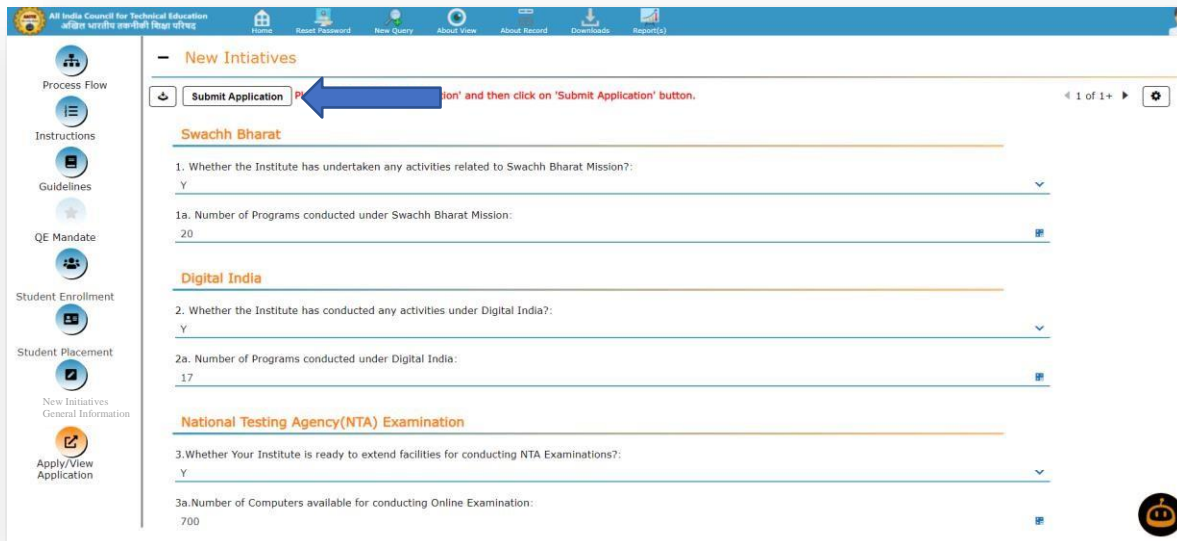 All India Council for Technical Education
अखिल भारतीय तकनीकी शिक्षा परिषद
Home Reset Password New Query About View About Record Downloads Report(s)
Process Flow
Instructions
Guidelines
QE Mandate
Student Enrollment
Student Placement
New Initiatives
General Information
Apply/View
Application
− New Intiatives
Submit Application
ion' and then click on 'Submit Application' button.
1 of 1+
Swachh Bharat
1. Whether the Institute has undertaken any activities related to Swachh Bharat Mission?:
Y
1a. Number of Programs conducted under Swachh Bharat Mission:
20
Digital India
2. Whether the Institute has conducted any activities under Digital India?:
Y
2a. Number of Programs conducted under Digital India:
17
National Testing Agency(NTA) Examination
3.Whether Your Institute is ready to extend facilities for conducting NTA Examinations?:
Y
3a.Number of Computers available for conducting Online Examination:
700